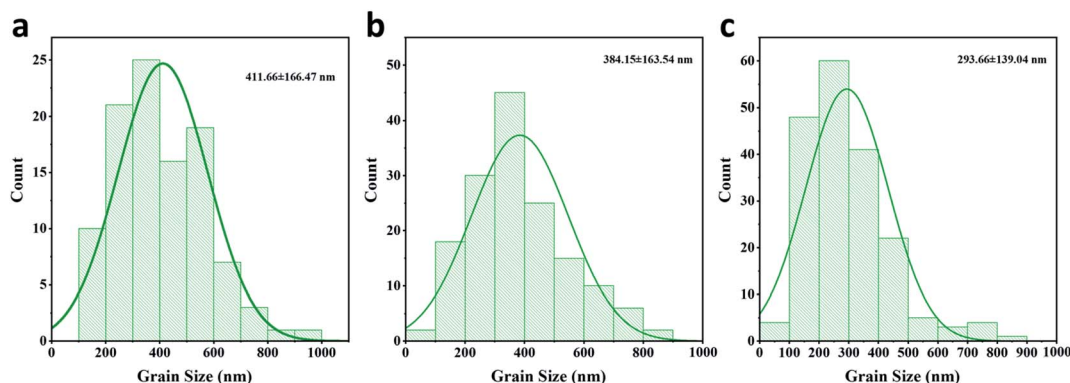 a
411.66±166.47 nm
25
20
15
10
5
0
Count
0 200 400 600 800 1000
Grain Size (nm)
b
384.15±163.54 nm
50
40
30
20
10
0
Count
0 200 400 600 800 1000
Grain Size (nm)
c
293.66±139.04 nm
60
50
40
30
20
10
0
Count
0 100 200 300 400 500 600 700 800 900 1000
Grain Size (nm)